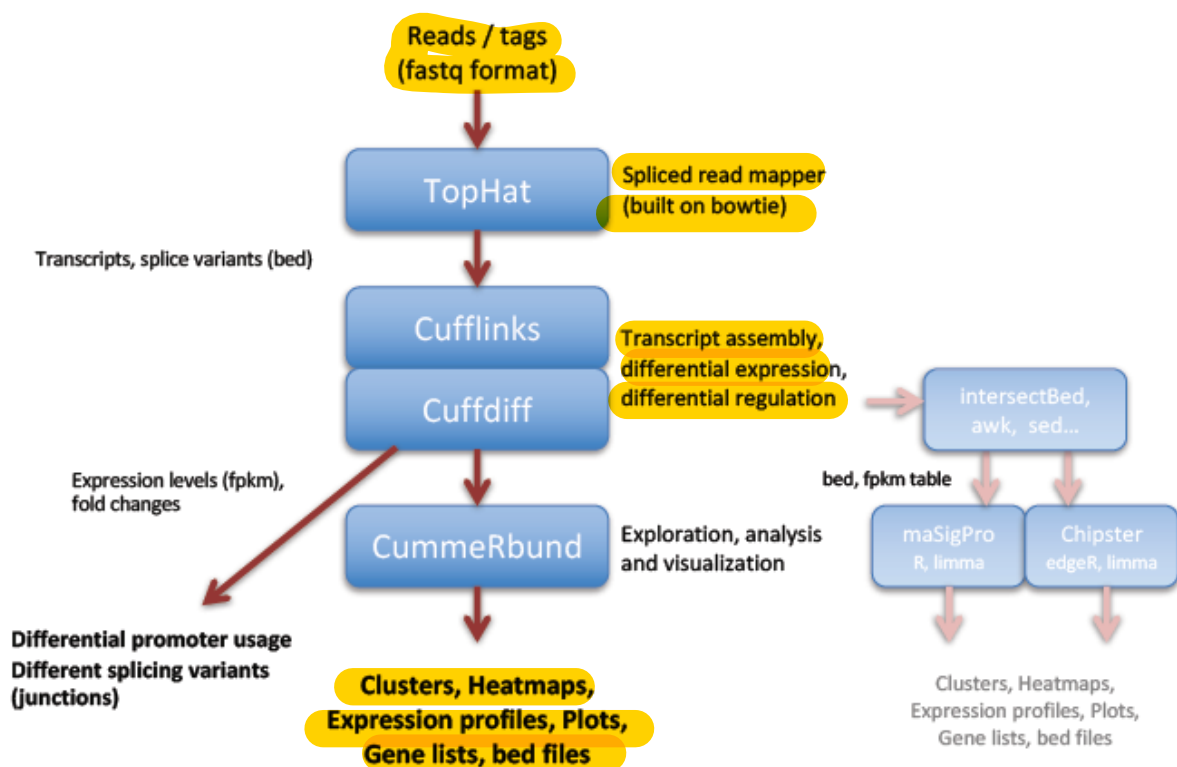 Reads / tags
(fastq format)
TopHat
Spliced read mapper
(built on bowtie)
Transcripts, splice variants (bed)
Cufflinks
Cuffdiff
Transcript assembly,
differential expression,
differential regulation
intersectBed,
awk, sed...
Expression levels (fpkm),
fold changes
bed, fpkm table
CummeRbund
Exploration, analysis
and visualization
maSigPro
R, limma
Chipster
edgeR, limma
Differential promoter usage
Different splicing variants
(junctions)
Clusters, Heatmaps,
Expression profiles, Plots,
Gene lists, bed files
Clusters, Heatmaps,
Expression profiles, Plots,
Gene lists, bed files